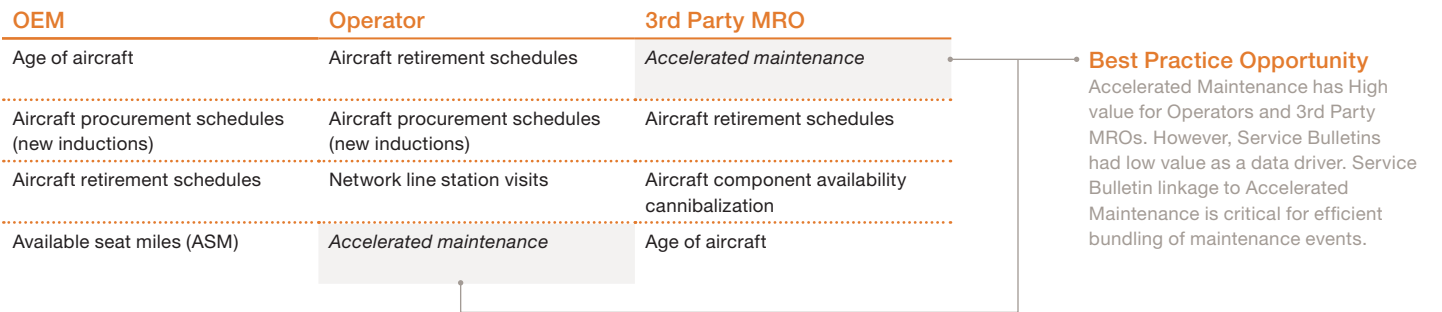 OEM Operator 3rd Party MRO
Age of aircraft Aircraft retirement schedules Accelerated maintenance
Aircraft procurement schedules Aircraft procurement schedules Aircraft retirement schedules
(new inductions) (new inductions)
Aircraft retirement schedules Network line station visits Aircraft component availability
cannibalization
Available seat miles (ASM) Accelerated maintenance Age of aircraft
Best Practice Opportunity
Accelerated Maintenance has High
value for Operators and 3rd Party
MROs. However, Service Bulletins
had low value as a data driver. Service
Bulletin linkage to Accelerated
Maintenance is critical for efficient
bundling of maintenance events.